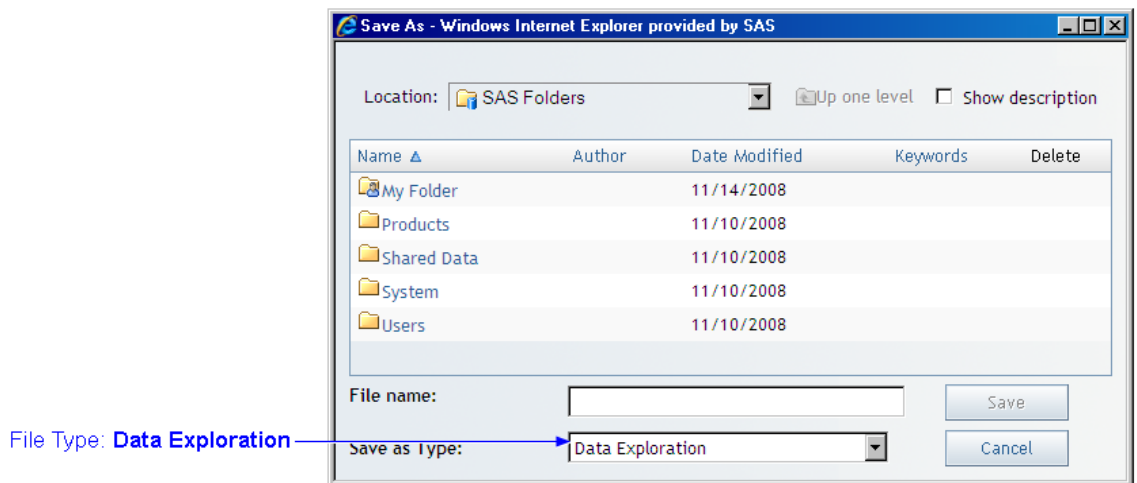 Save As - Windows Internet Explorer provided by SAS
Location: SAS Folders Up one level Show description
Name Author Date Modified Keywords Delete
My Folder 11/14/2008
Products 11/10/2008
Shared Data 11/10/2008
System 11/10/2008
Users 11/10/2008
File name: Save
File Type: Data Exploration Save as Type: Data Exploration Cancel